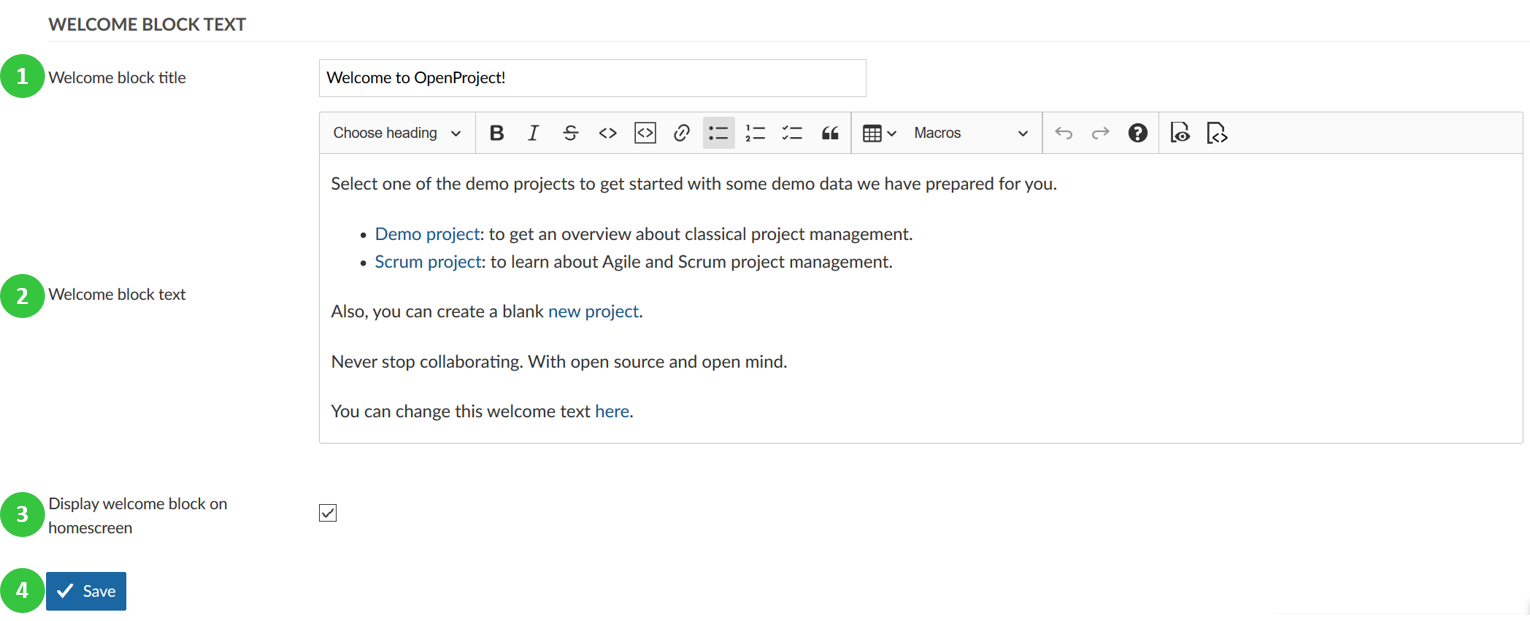 WELCOME BLOCK TEXT
1 Welcome block title
Welcome to OpenProject!
Choose heading B I S Macros
Select one of the demo projects to get started with some demo data we have prepared for you.
• Demo project: to get an overview about classical project management.
• Scrum project: to learn about Agile and Scrum project management.
2 Welcome block text
Also, you can create a blank new project.
Never stop collaborating. With open source and open mind.
You can change this welcome text here.
3 Display welcome block on
homescreen
4 Save